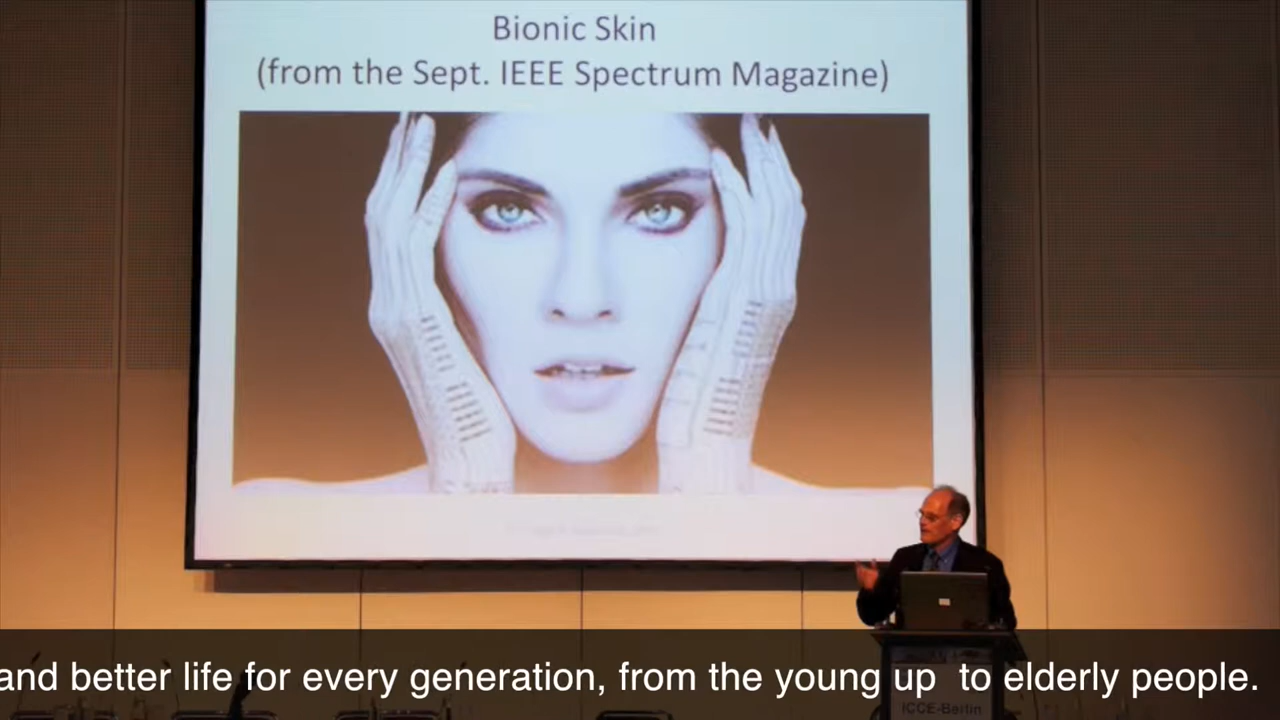 Bionic Skin
(from the Sept. IEEE Spectrum Magazine)
and better life for every generation, from the young up to elderly people.
ICCE-Berlin